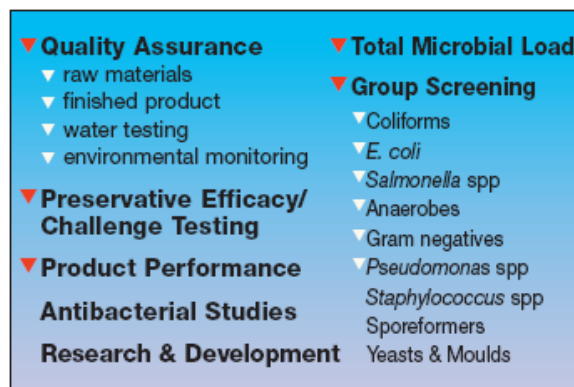 Quality Assurance
raw materials
finished product
water testing
environmental monitoring
Preservative Efficacy/
Challenge Testing
Product Performance
Antibacterial Studies
Research & Development
Total Microbial Load
Group Screening
Coliforms
E. coli
Salmonella spp
Anaerobes
Gram negatives
Pseudomonas spp
Staphylococcus spp
Sporeformers
Yeasts & Moulds